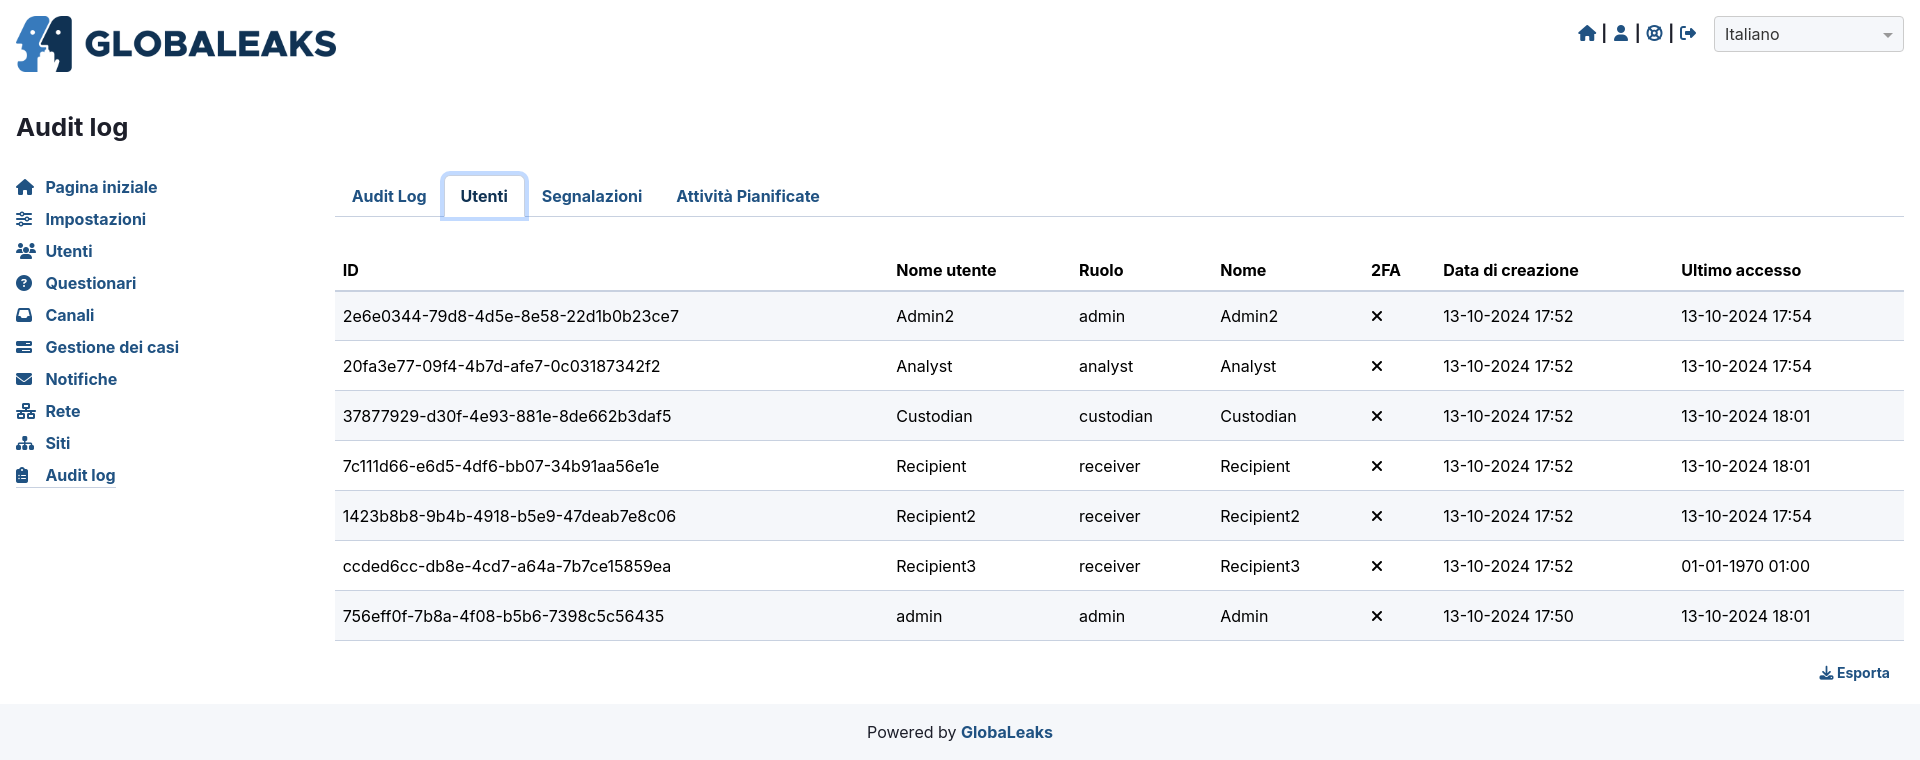 GLOBALEAKS
Italiano
Audit log
Pagina iniziale
Impostazioni
Utenti
Questionari
Canali
Gestione dei casi
Notifiche
Rete
Siti
Audit log
Audit Log Utenti Segnalazioni Attività Pianificate
ID Nome utente Ruolo Nome 2FA Data di creazione Ultimo accesso
2e6e0344-79d8-4d5e-8e58-22d1b0b23ce7 Admin2 admin Admin2 13-10-2024 17:52 13-10-2024 17:54
20fa3e77-09f4-4b7d-afe7-0c03187342f2 Analyst analyst Analyst 13-10-2024 17:52 13-10-2024 17:54
37877929-d30f-4e93-881e-8de662b3daf5 Custodian custodian Custodian 13-10-2024 17:52 13-10-2024 18:01
7c111d66-e6d5-4df6-bb07-34b91aa56e1e Recipient receiver Recipient 13-10-2024 17:52 13-10-2024 18:01
1423b8b8-9b4b-4918-b5e9-47deab7e8c06 Recipient2 receiver Recipient2 13-10-2024 17:52 13-10-2024 17:54
ccded6cc-db8e-4cd7-a64a-7b7ce15859ea Recipient3 receiver Recipient3 13-10-2024 17:52 01-01-1970 01:00
756eff0f-7b8a-4f08-b5b6-7398c5c56435 admin admin Admin 13-10-2024 17:50 13-10-2024 18:01
Esporta
Powered by GlobaLeaks